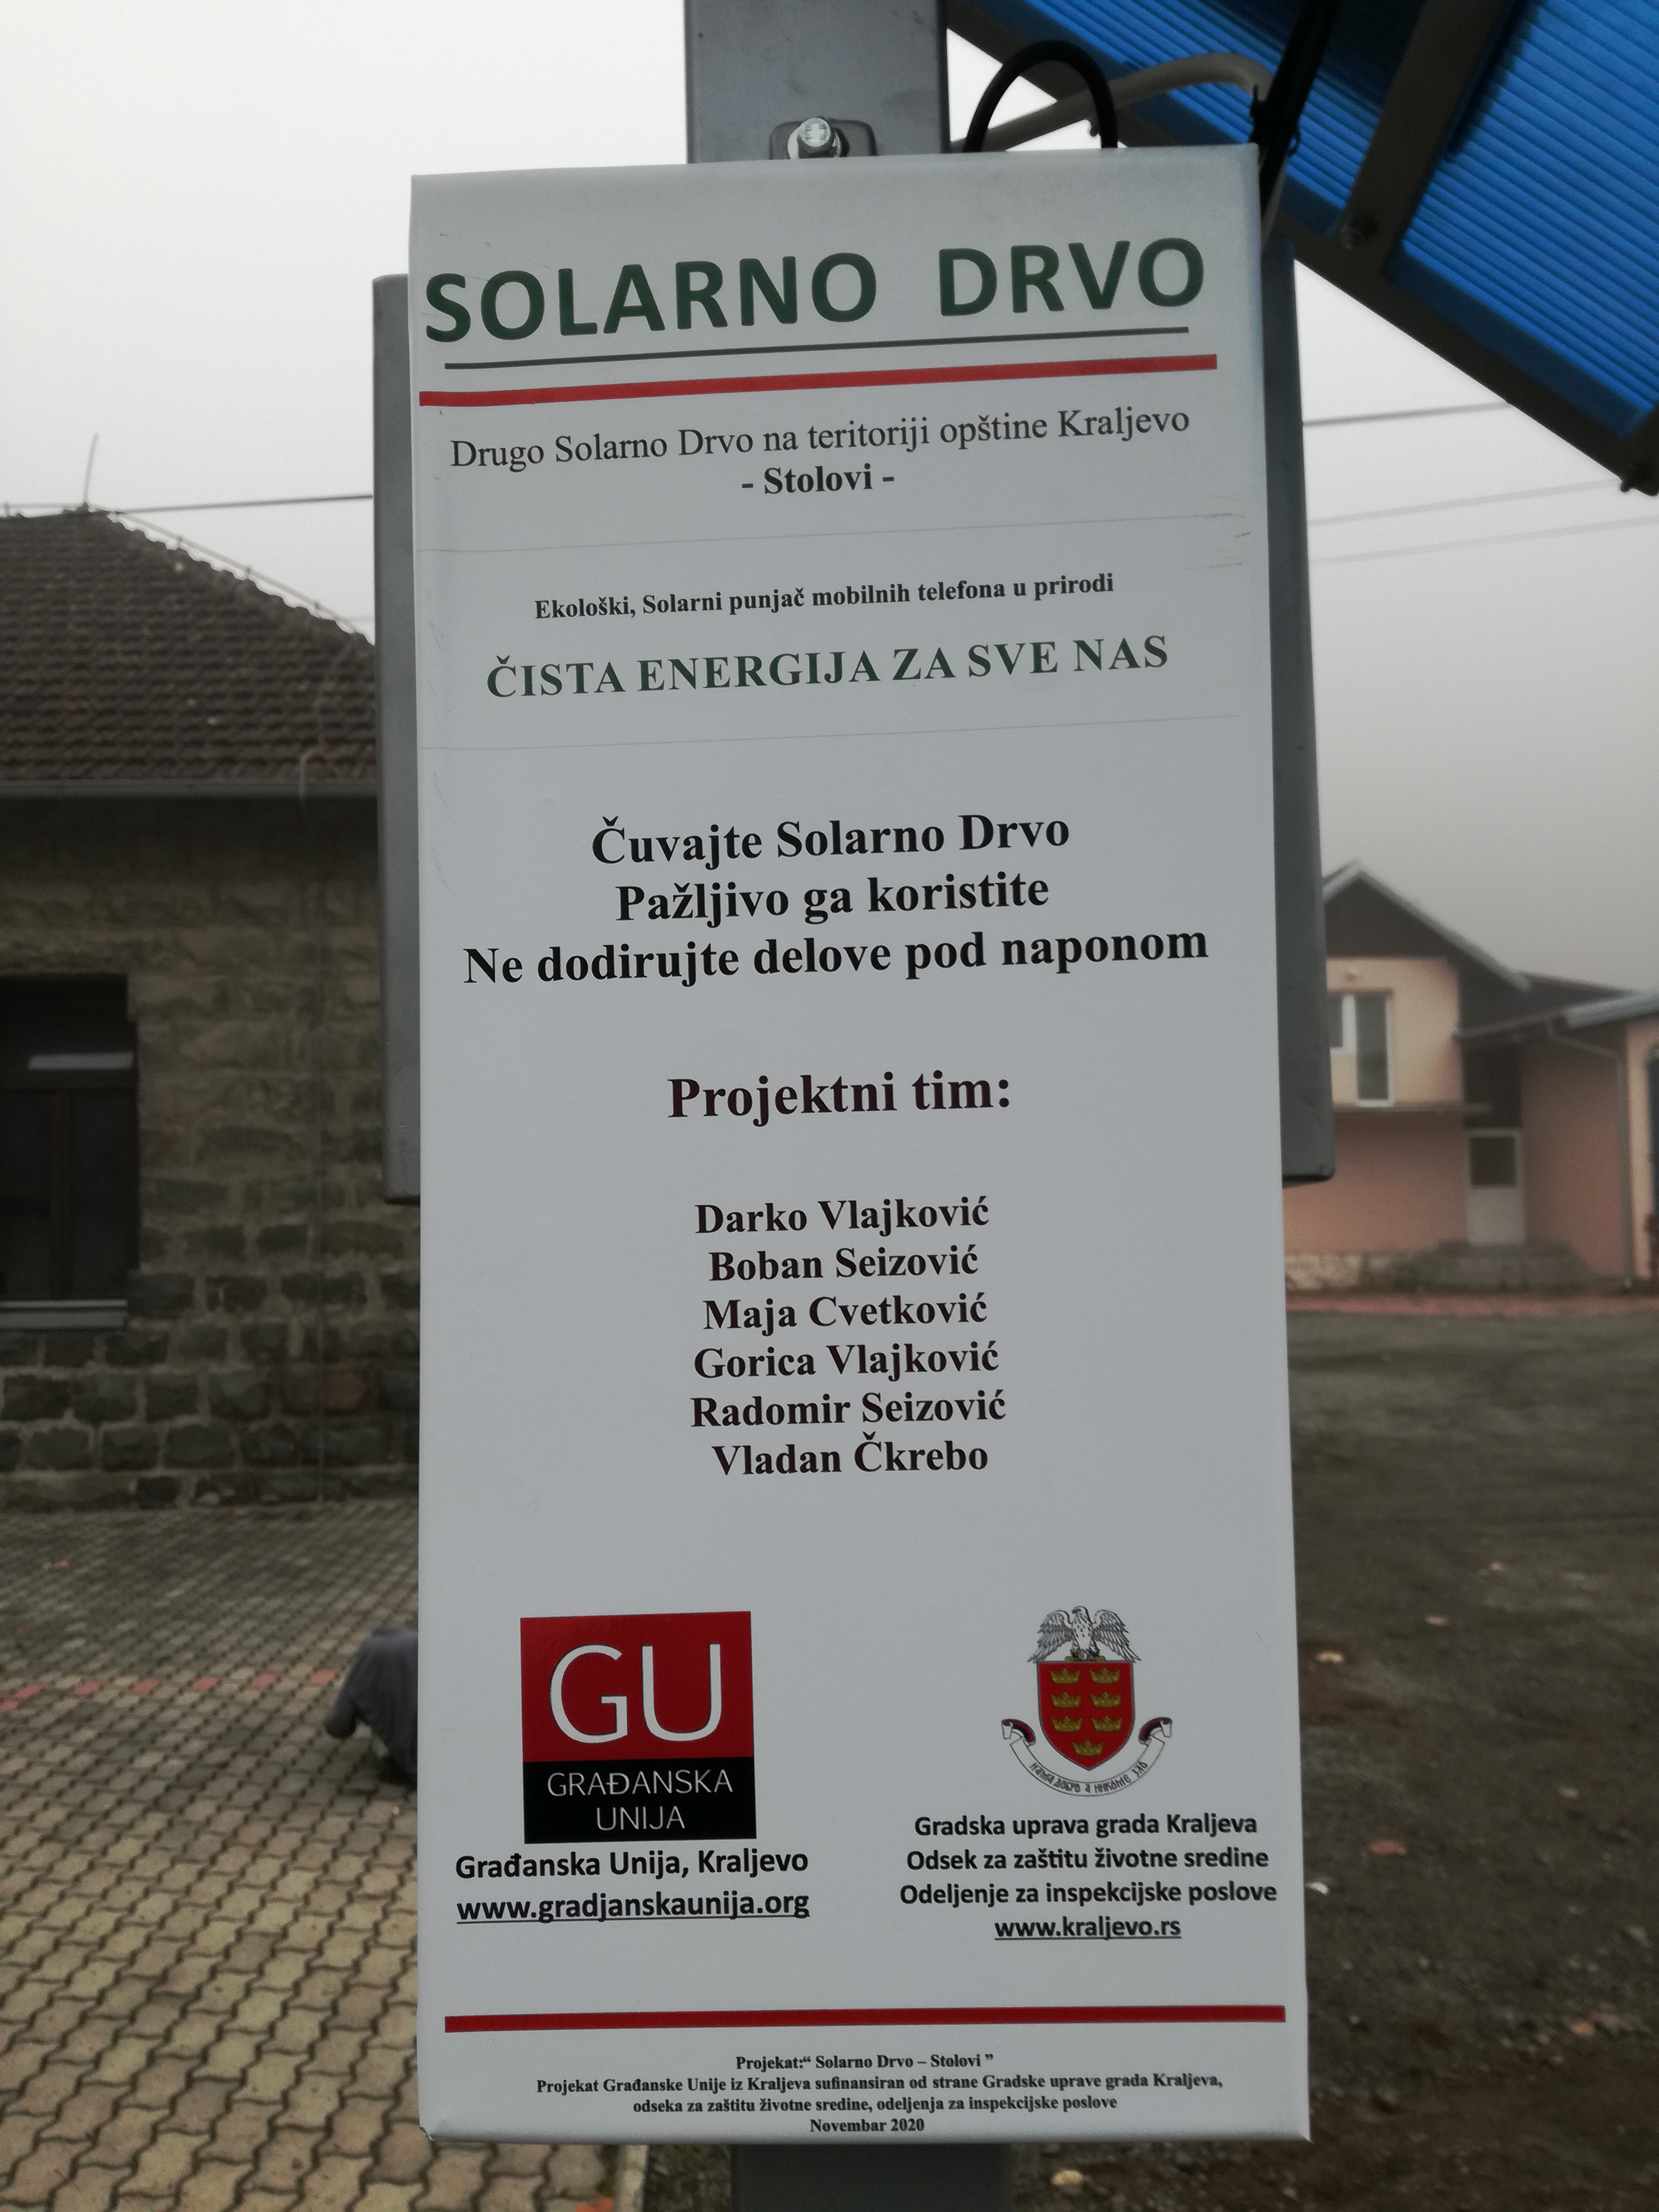 SOLARNO DRVO
Drugo Solarno Drvo na teritoriji opštine Kraljevo
- Stolovi -
Ekološki, Solarni punjač mobilnih telefona u prirodi
ČISTA ENERGIJA ZA SVE NAS
Čuvajte Solarno Drvo
Pažljivo ga koristite
Ne dodirujte delove pod naponom
Projektni tim:
Darko Vlajković
Boban Seizović
Maja Cvetković
Gorica Vlajković
Radomir Seizović
Vladan Čkrebo
GU
GRAĐANSKA
UNIJA
Građanska Unija, Kraljevo
www.gradjanskaunija.org
Gradska uprava grada Kraljeva
Odsek za zaštitu životne sredine
Odeljenje za inspekcijske poslove
www.kraljevo.rs
Projekat:“ Solarno Drvo – Stolovi ”
Projekat Građanske Unije iz Kraljeva sufinansiran od strane Gradske uprave grada Kraljeva,
odseka za zaštitu životne sredine, odeljenja za inspekcijske poslove
Novembar 2020